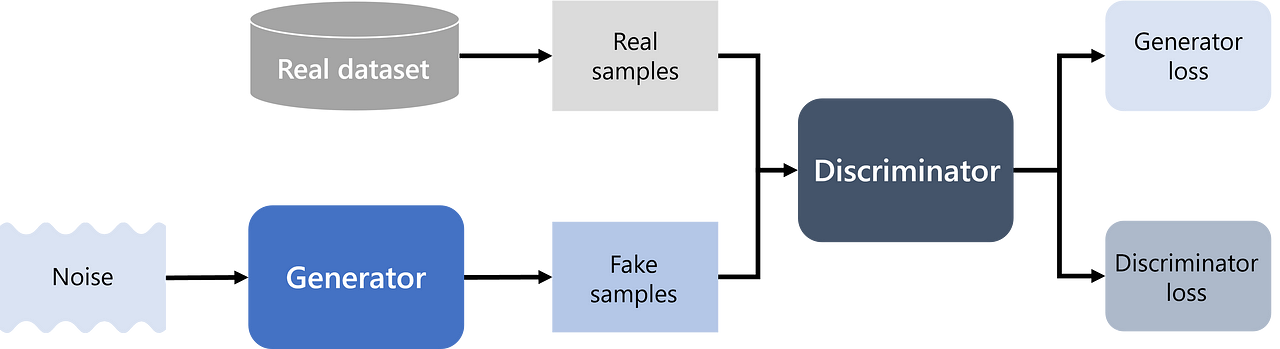 Real dataset
Real
samples
Generator
loss
Discriminator
Noise
Generator
Fake
samples
Discriminator
loss